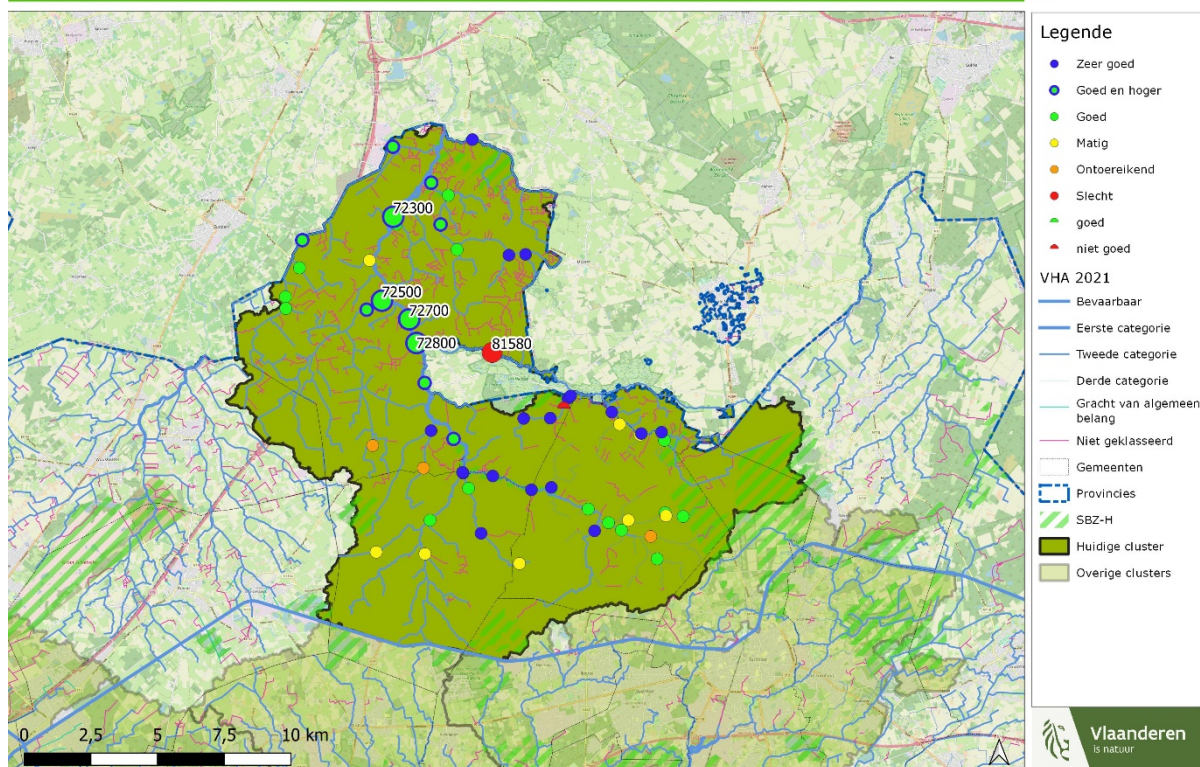 72300
72500
72700
72800
81580
0 2,5 5 7,5 10 km
Legende
Zeer goed
Goed en hoger
Goed
Matig
Ontoereikend
Slecht
goed
niet goed
VHA 2021
Bevaarbaar
Eerste categorie
Tweede categorie
Derde categorie
Gracht van algemeen
belang
Niet geklasseerd
Gemeenten
Provincies
SBZ-H
Huidige cluster
Overige clusters
Vlaanderen
is natuur